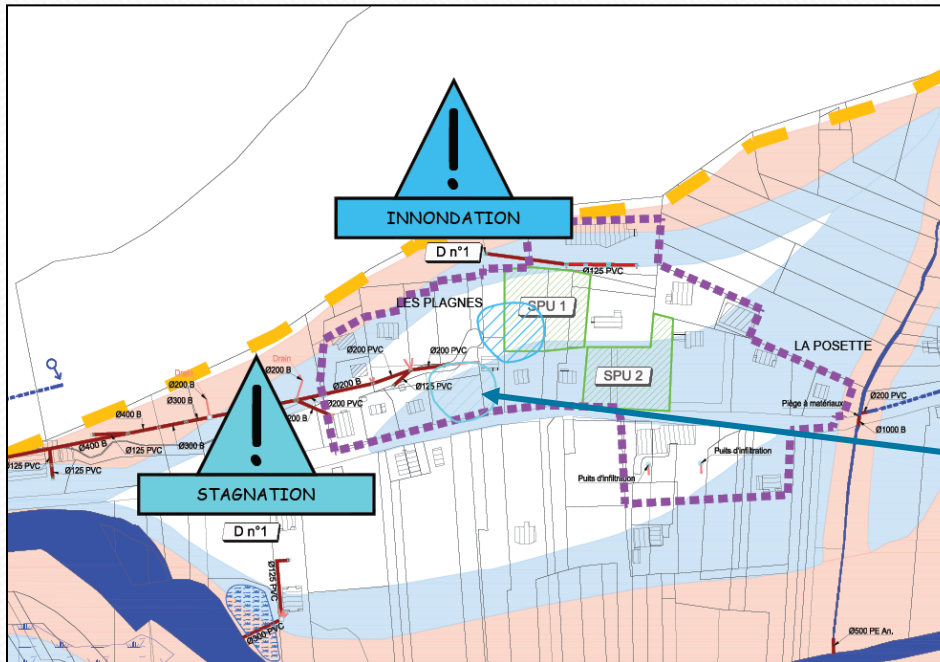 INNONDATION
D n°1
Ø125 PVC
LES PLAGNES
SPU 1
LA POSETTE
Ø200 PVC
Ø200 PVC
Drain
Drain
Ø200 B
Ø200 B
Ø200 B
Ø125 PVC
SPU 2
Ø300 B
Ø200 PVC
Piège à matériaux
Ø200 PVC
Ø400 B
Ø200 B
Ø1000 B
Ø400 B
Ø300 B
Ø125 PVC
Ø125 PVC
Ø125 PVC
Puits d'infiltration
Puits d'infiltration
STAGNATION
D n°1
Ø125 PVC
Ø300 PVC
Ø500 PE An.